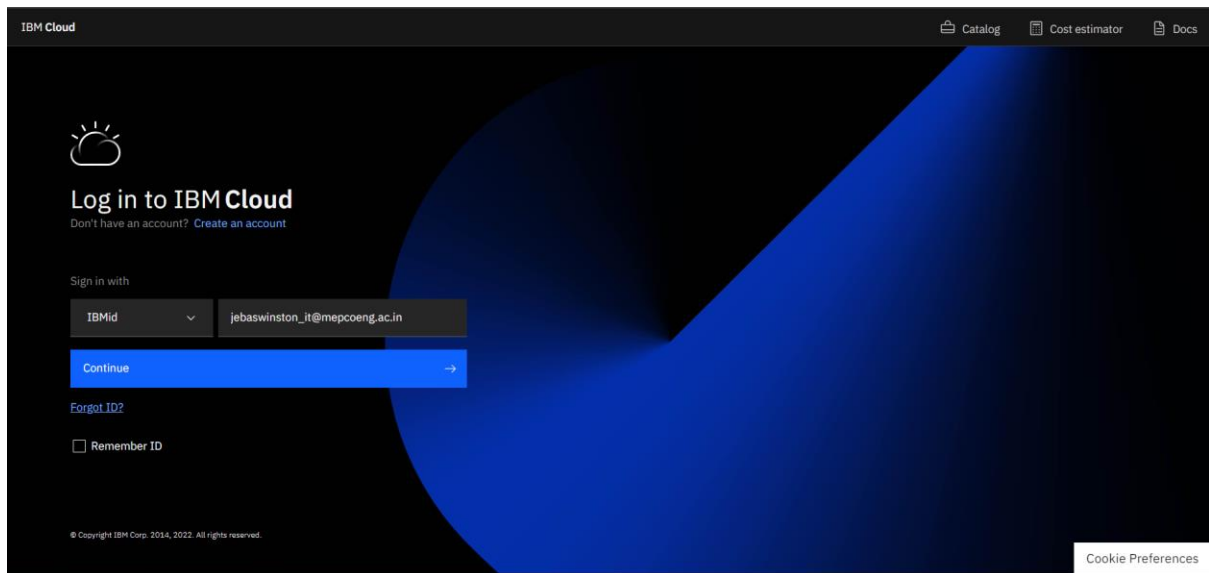 IBM Cloud Catalog Cost estimator Docs
Log in to IBM Cloud
Don't have an account? Create an account
Sign in with
IBMid jebaswinston_it@mepcoeng.ac.in
Continue
Forgot ID?
Remember ID
© Copyright IBM Corp. 2014, 2022. All rights reserved.
Cookie Preferences